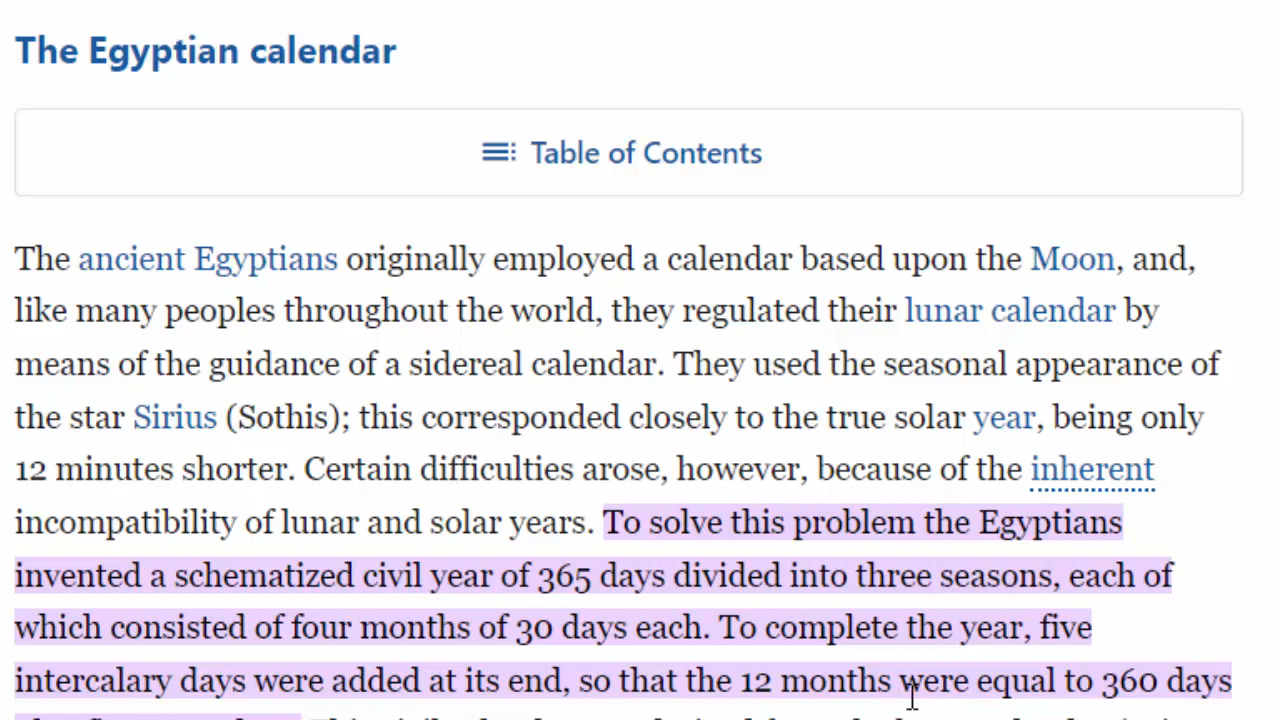 The Egyptian calendar
Table of Contents
The ancient Egyptians originally employed a calendar based upon the Moon, and,
like many peoples throughout the world, they regulated their lunar calendar by
means of the guidance of a sidereal calendar. They used the seasonal appearance of
the star Sirius (Sothis); this corresponded closely to the true solar year, being only
12 minutes shorter. Certain difficulties arose, however, because of the inherent
incompatibility of lunar and solar years. To solve this problem the Egyptians
invented a schematized civil year of 365 days divided into three seasons, each of
which consisted of four months of 30 days each. To complete the year, five
intercalary days were added at its end, so that the 12 months were equal to 360 days